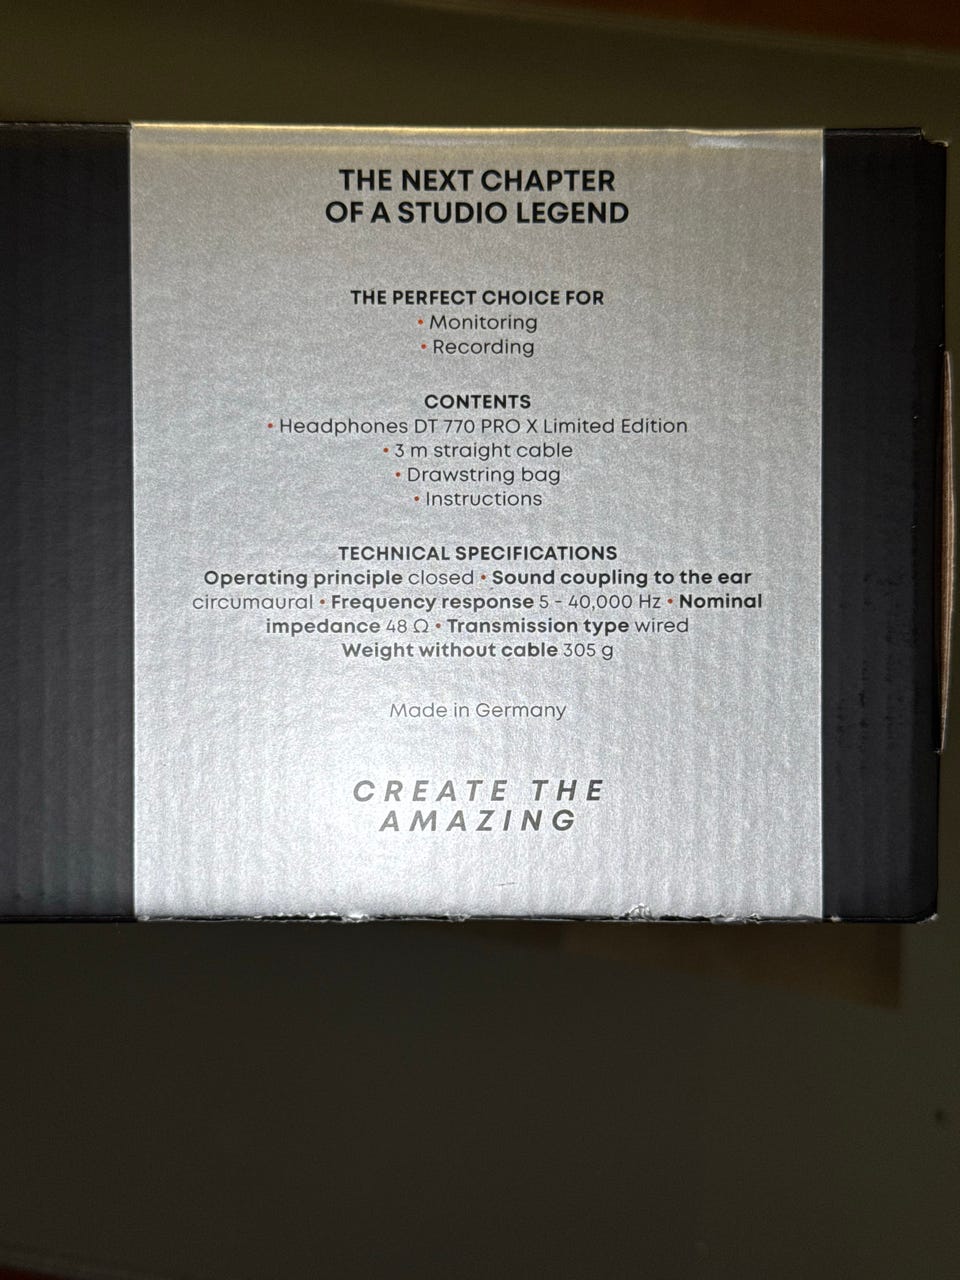 THE NEXT CHAPTER
OF A STUDIO LEGEND
THE PERFECT CHOICE FOR
• Monitoring
• Recording
CONTENTS
• Headphones DT 770 PRO X Limited Edition
• 3 m straight cable
• Drawstring bag
• Instructions
TECHNICAL SPECIFICATIONS
Operating principle closed • Sound coupling to the ear
circumaural • Frequency response 5 - 40,000 Hz • Nominal
impedance 48 Ω • Transmission type wired
Weight without cable 305 g
Made in Germany
CREATE THE
AMAZING